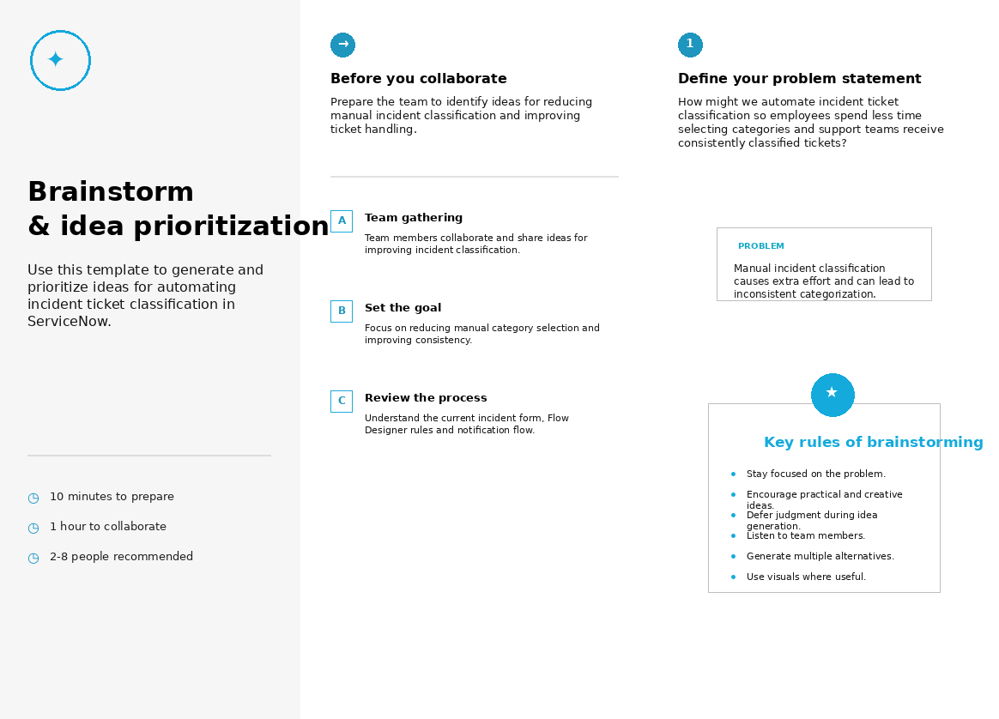 Brainstorm
& idea prioritization
Use this template to generate and
prioritize ideas for automating
incident ticket classification in
ServiceNow.
10 minutes to prepare
1 hour to collaborate
2-8 people recommended
→
Before you collaborate
Prepare the team to identify ideas for reducing
manual incident classification and improving
ticket handling.
A
Team gathering
Team members collaborate and share ideas for
improving incident classification.
B
Set the goal
Focus on reducing manual category selection and
improving consistency.
C
Review the process
Understand the current incident form, Flow
Designer rules and notification flow.
1
Define your problem statement
How might we automate incident ticket
classification so employees spend less time
selecting categories and support teams receive
consistently classified tickets?
PROBLEM
Manual incident classification
causes extra effort and can lead to
inconsistent categorization.
Key rules of brainstorming
• Stay focused on the problem.
• Encourage practical and creative
ideas.
• Defer judgment during idea
generation.
• Listen to team members.
• Generate multiple alternatives.
• Use visuals where useful.